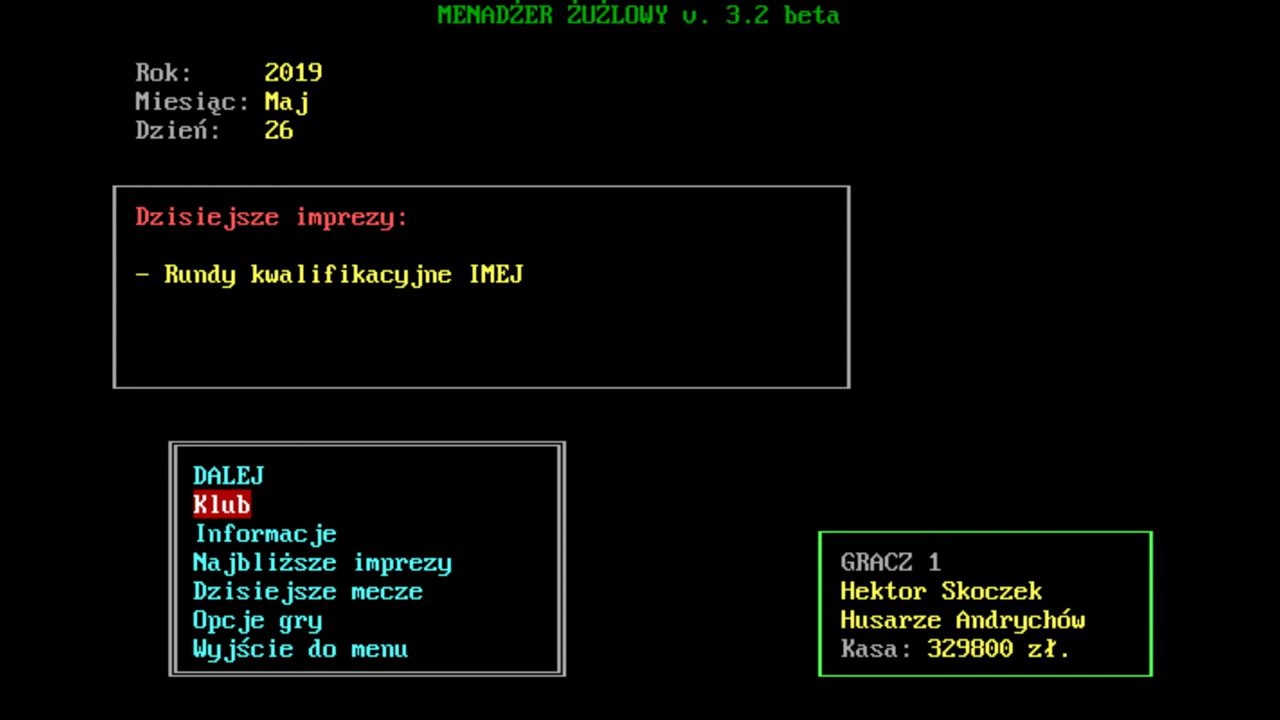 MENADŻER ŻUŻLOWY v. 3.2 beta
Rok: 2019
Miesiąc: Maj
Dzień: 26
Dzisiejsze imprezy:
- Rundy kwalifikacyjne IMEJ
DALEJ
Klub
Informacje
Najbliższe imprezy
Dzisiejsze mecze
Opcje gry
Wyjście do menu
GRACZ 1
Hektor Skoczek
Husarze Andrychów
Kasa: 329800 zł.